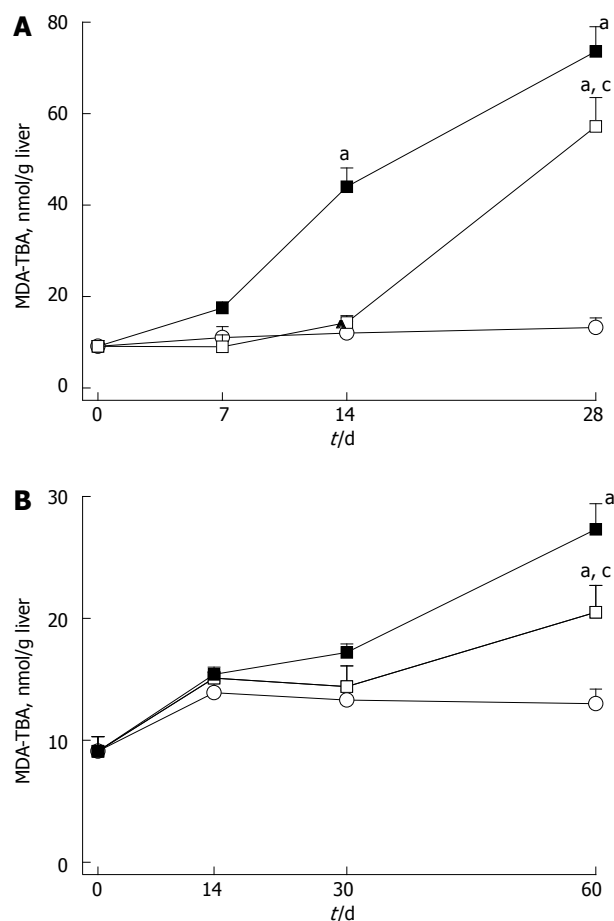 A
80
60
40
20
0
MDA-TBA, nmol/g liver
a
a
a, c
0 7 14 28
t/d
B
30
20
10
0
MDA-TBA, nmol/g liver
a
a, c
0 14 30 60
t/d